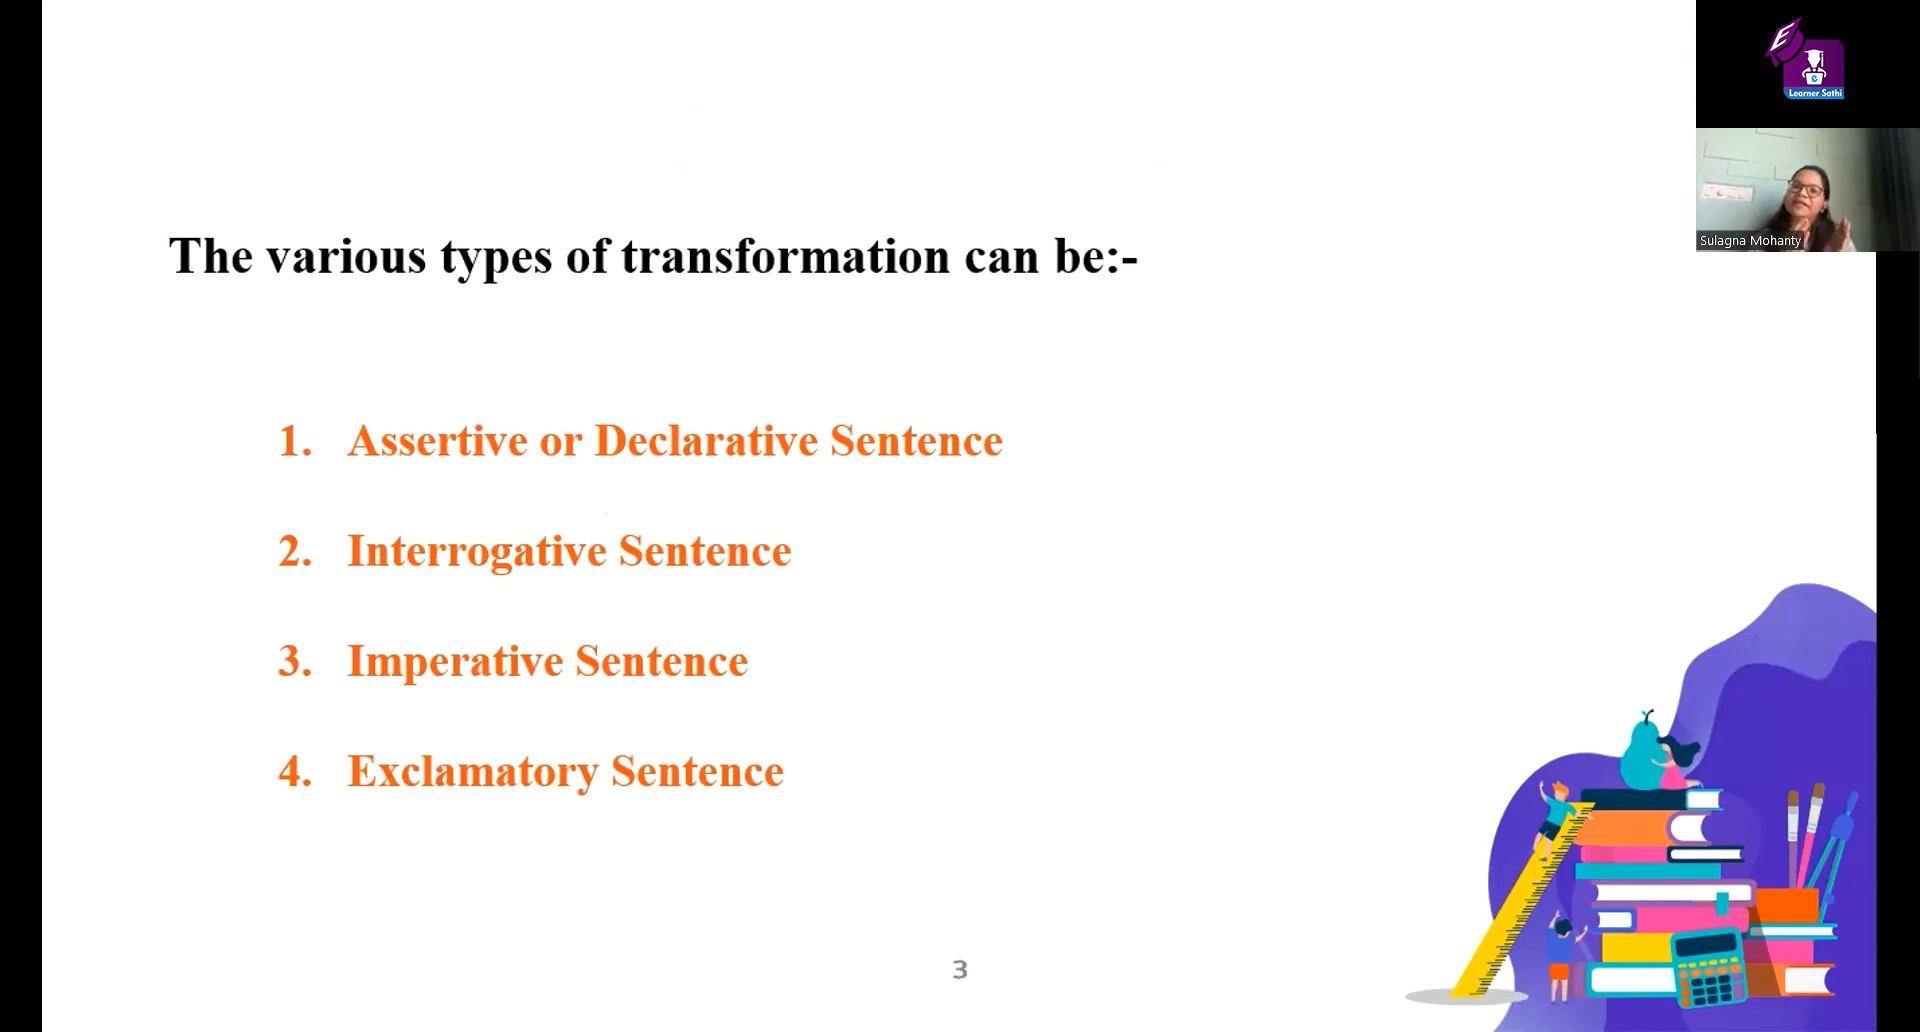 E
e
Learner Sathi
Sulagna Mohanty
The various types of transformation can be:-
1. Assertive or Declarative Sentence
2. Interrogative Sentence
3. Imperative Sentence
4. Exclamatory Sentence
3